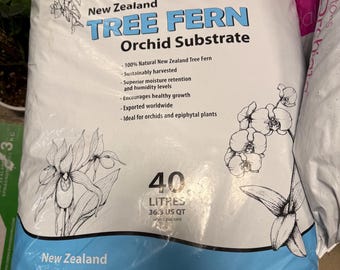 New Zealand
TREE FERN
Orchid Substrate
- 100% Natural New Zealand Tree Fern
- Sustainably harvested
- Superior moisture retention
and humidity levels
- Encourages healthy growth
- Exported worldwide
- Ideal for orchids and epiphytal plants
40
LITRES
36.3 US QT
New Zealand